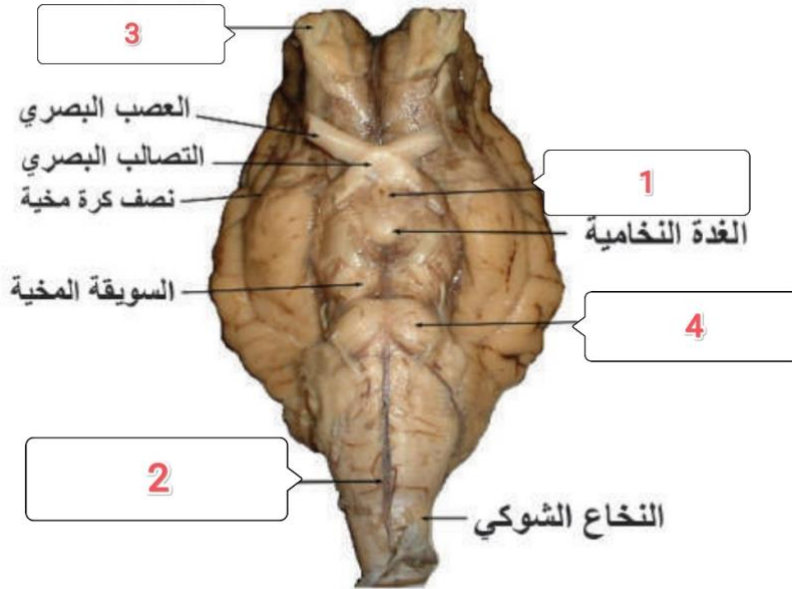 3
العصب البصري
التصالب البصري
1
نصف كرة مخية
الغدة النخامية
السويقة المخية
4
2
النخاع الشوكي